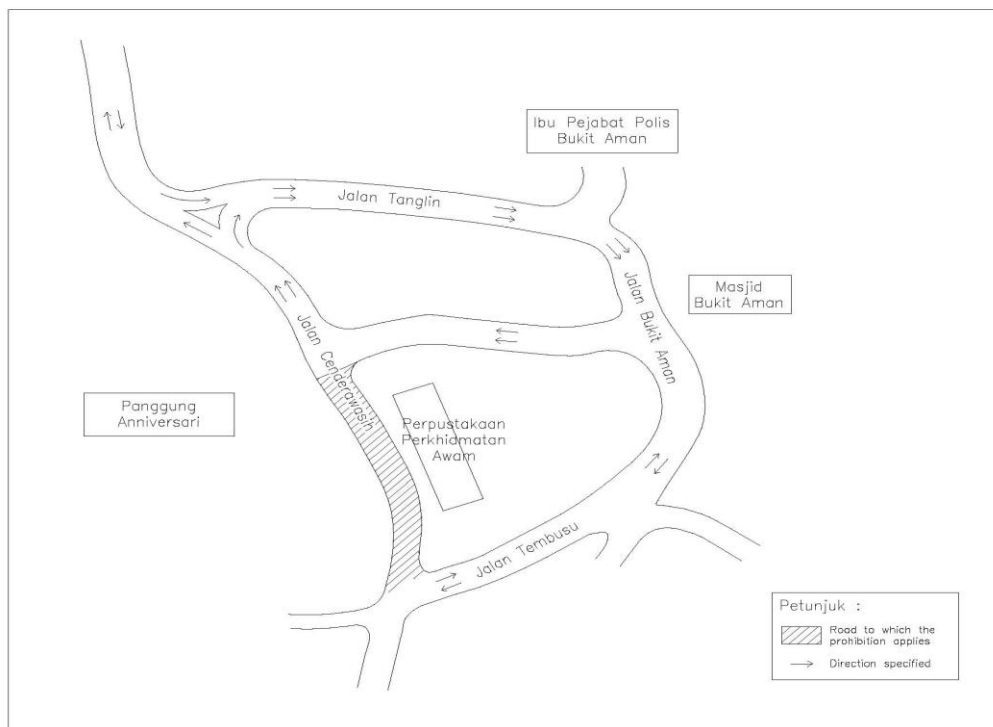 Ibu Pejabat Polis
Bukit Aman
Jalan Tanglin
Masjid
Bukit Aman
Jalan Bukit Aman
Jalan Cenderawasih
Panggung
Anniversari
Perpustakaan
Perkhidmatan
Awam
Jalan Tembusu
Petunjuk :
Road to which the
prohibition applies
Direction specified